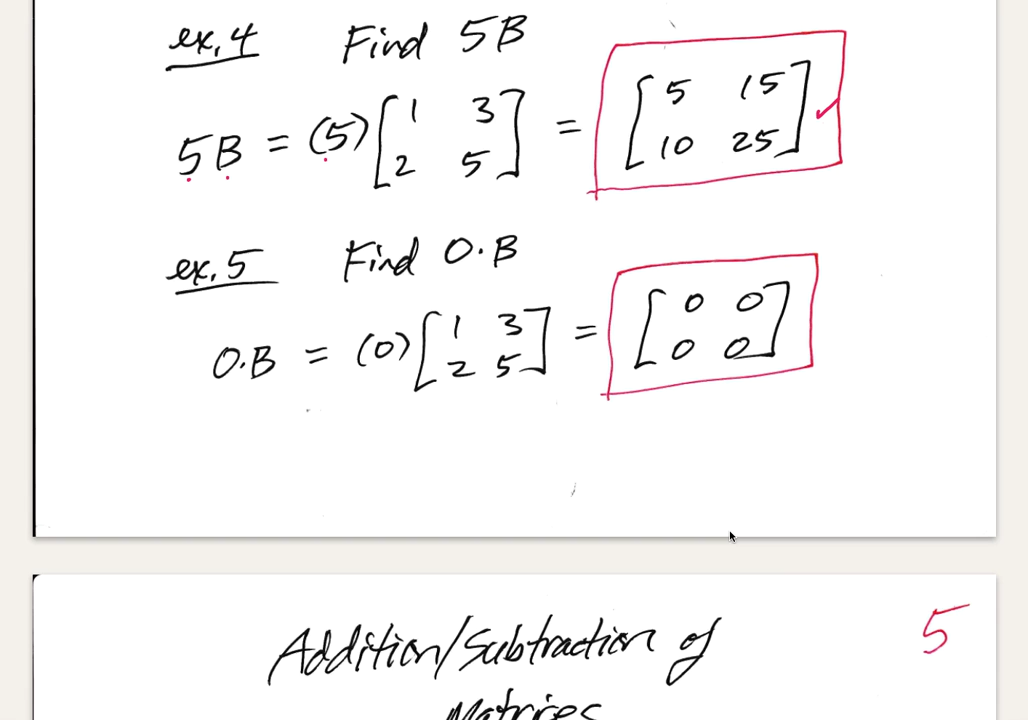 ex. 4 Find 5B
5B = (5) [1 3
2 5] = [5 15
10 25] ✓
ex. 5 Find 0·B
0·B = (0) [1 3
2 5] = [0 0
0 0]
Addition/Subtraction of 5
Matrices